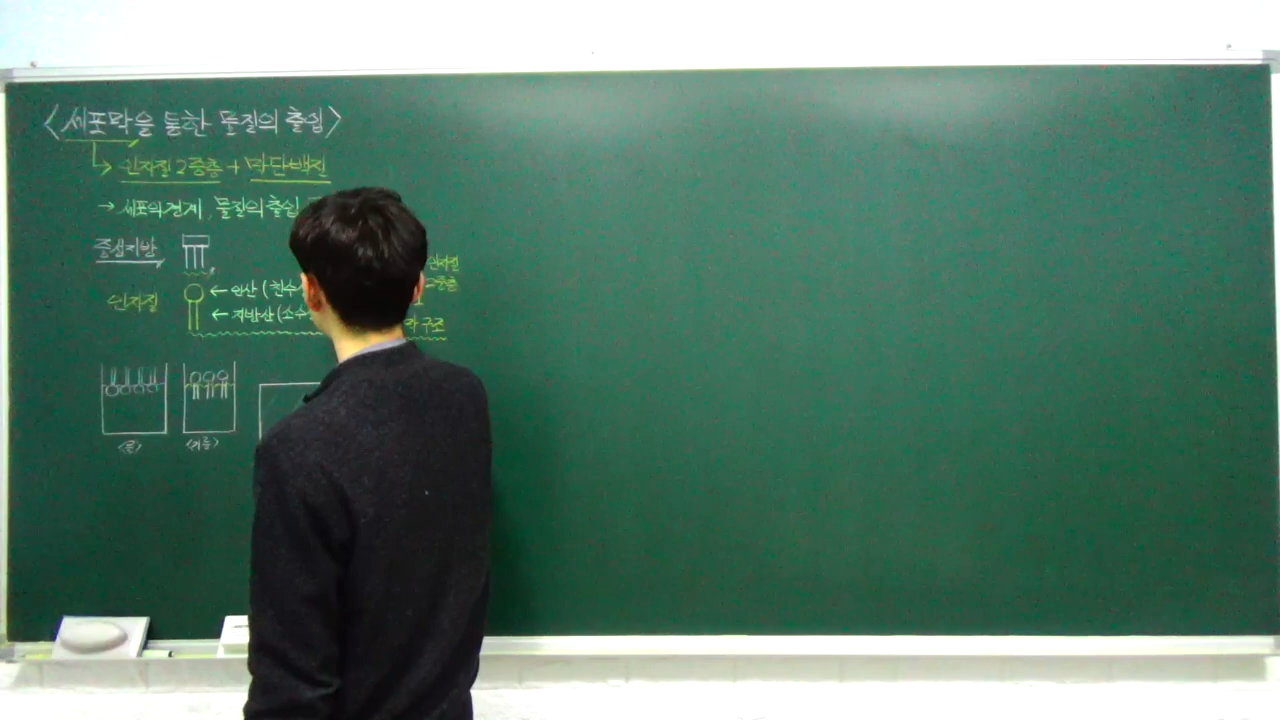 <세포막을 통한 물질의 출입>
→ 인지질 2중층 + 막단백질
→ 세포의 경계, 물질의 출입
중성지방
인지질 ← 인산 (친수 인지질
2중층
← 지방산 (소수 막 구조
<물> <기름>